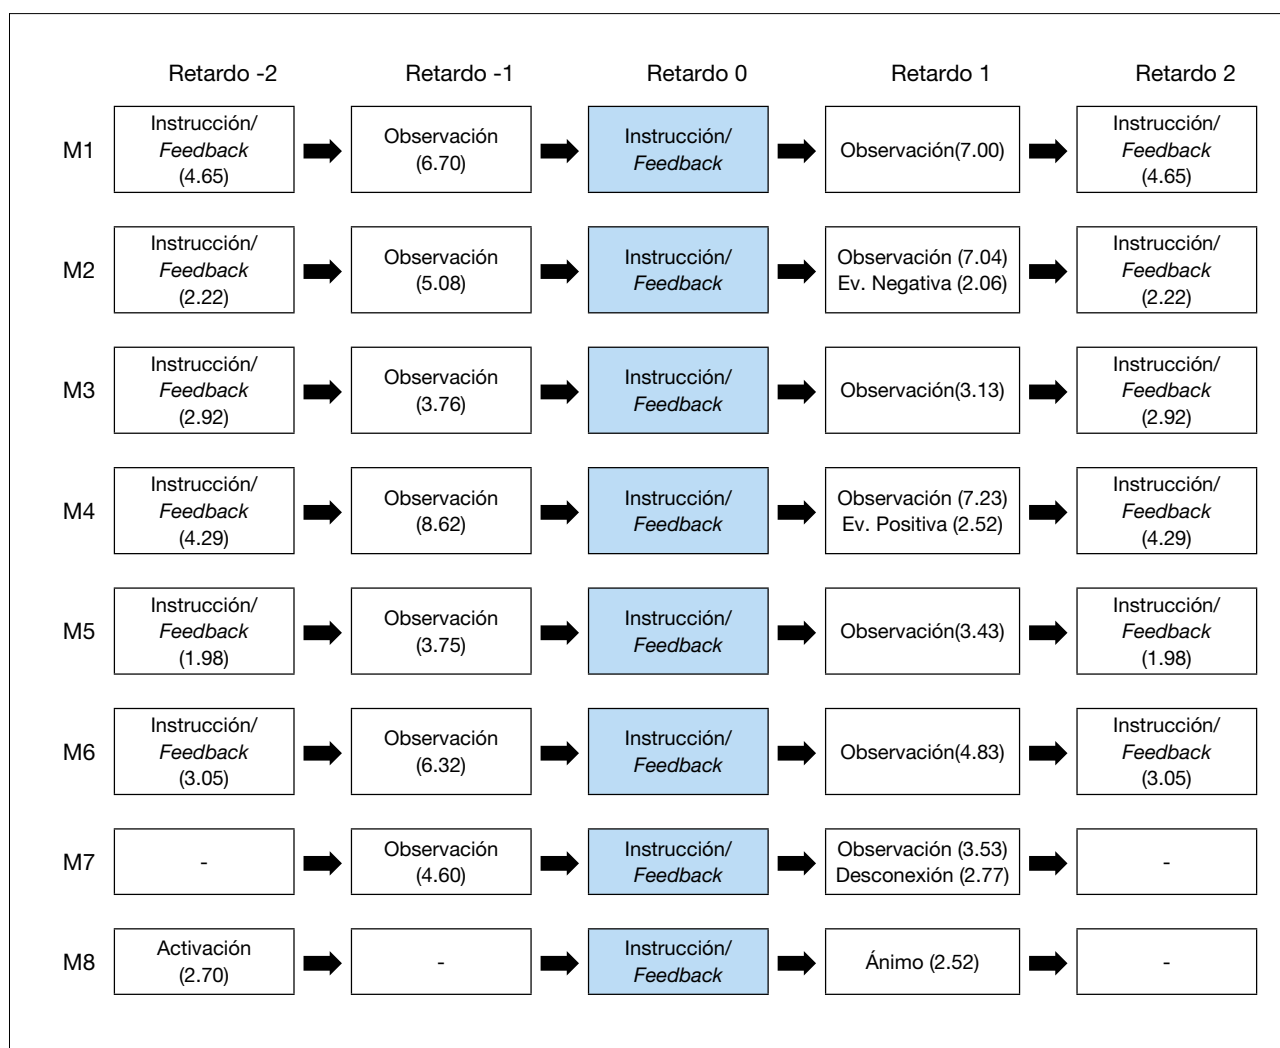 Retardo -2 Retardo -1 Retardo 0 Retardo 1 Retardo 2
M1
Instrucción/
Feedback
(4.65)
Observación
(6.70)
Instrucción/
Feedback
Observación(7.00)
Instrucción/
Feedback
(4.65)
M2
Instrucción/
Feedback
(2.22)
Observación
(5.08)
Instrucción/
Feedback
Observación (7.04)
Ev. Negativa (2.06)
Instrucción/
Feedback
(2.22)
M3
Instrucción/
Feedback
(2.92)
Observación
(3.76)
Instrucción/
Feedback
Observación(3.13)
Instrucción/
Feedback
(2.92)
M4
Instrucción/
Feedback
(4.29)
Observación
(8.62)
Instrucción/
Feedback
Observación (7.23)
Ev. Positiva (2.52)
Instrucción/
Feedback
(4.29)
M5
Instrucción/
Feedback
(1.98)
Observación
(3.75)
Instrucción/
Feedback
Observación(3.43)
Instrucción/
Feedback
(1.98)
M6
Instrucción/
Feedback
(3.05)
Observación
(6.32)
Instrucción/
Feedback
Observación(4.83)
Instrucción/
Feedback
(3.05)
M7
-
Observación
(4.60)
Instrucción/
Feedback
Observación (3.53)
Desconexión (2.77)
-
M8
Activación
(2.70)
-
Instrucción/
Feedback
Ánimo (2.52)
-